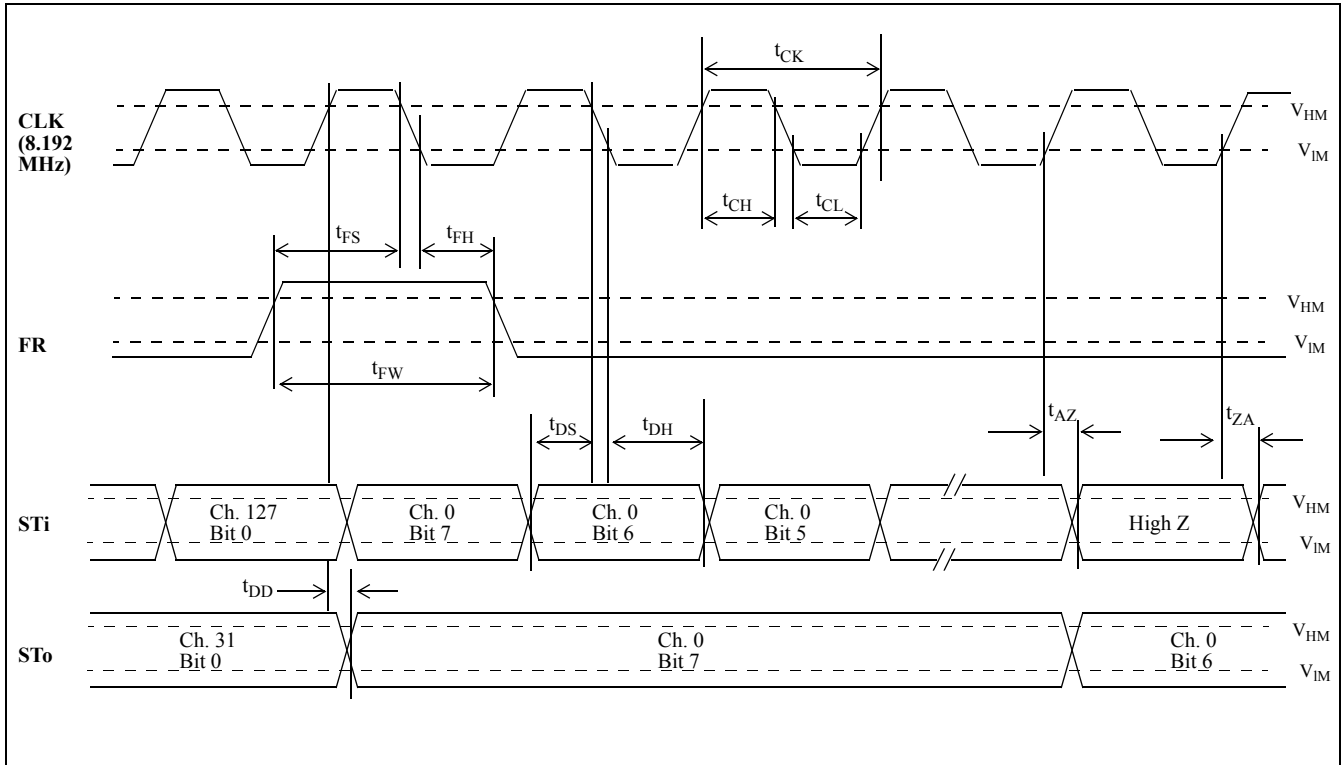 tCK
CLK
(8.192
MHz)
VHM
VIM
tCH
tCL
tFS
tFH
FR
VHM
VIM
tFW
tDS
tDH
tAZ
tZA
STi
Ch. 127
Bit 0
Ch. 0
Bit 7
Ch. 0
Bit 6
Ch. 0
Bit 5
High Z
VHM
VIM
tDD
STo
Ch. 31
Bit 0
Ch. 0
Bit 7
Ch. 0
Bit 6
VHM
VIM